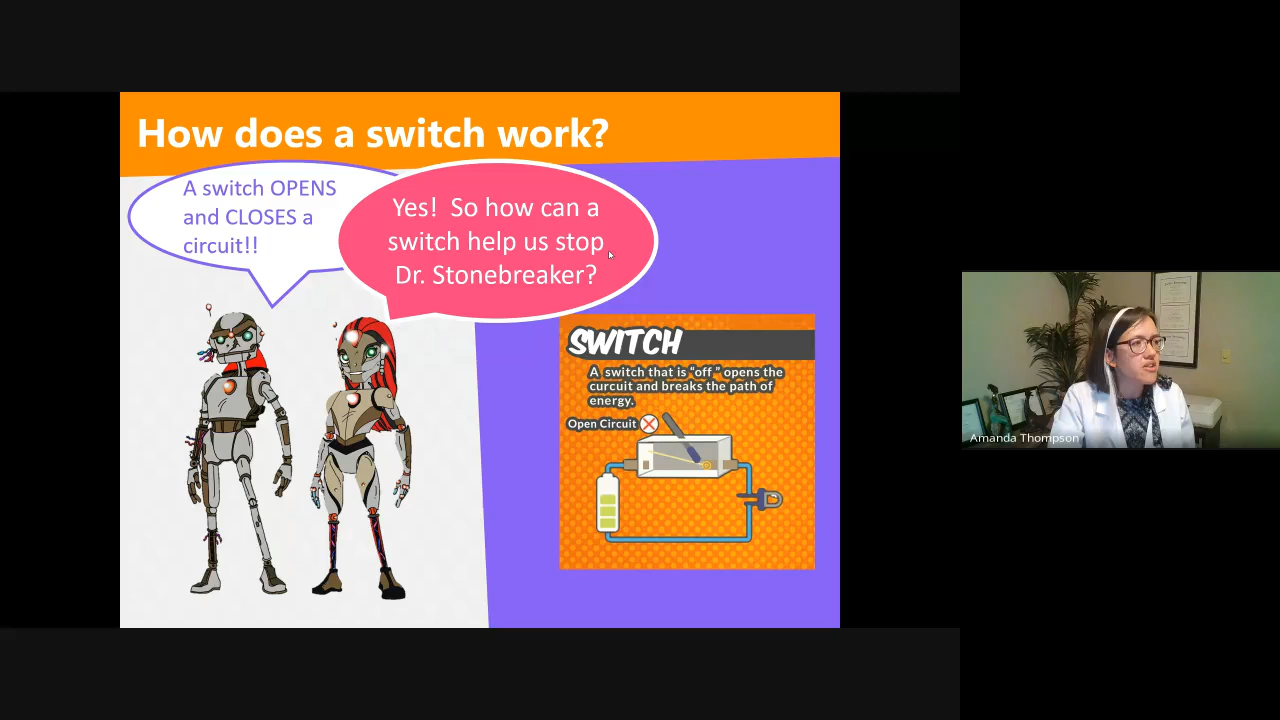 How does a switch work?
A switch OPENS
and CLOSES a
circuit!!
Yes!  So how can a
switch help us stop
Dr. Stonebreaker?
SWITCH
A switch that is “off” opens the
curcuit and breaks the path of
energy.
Open Circuit
Amanda Thompson